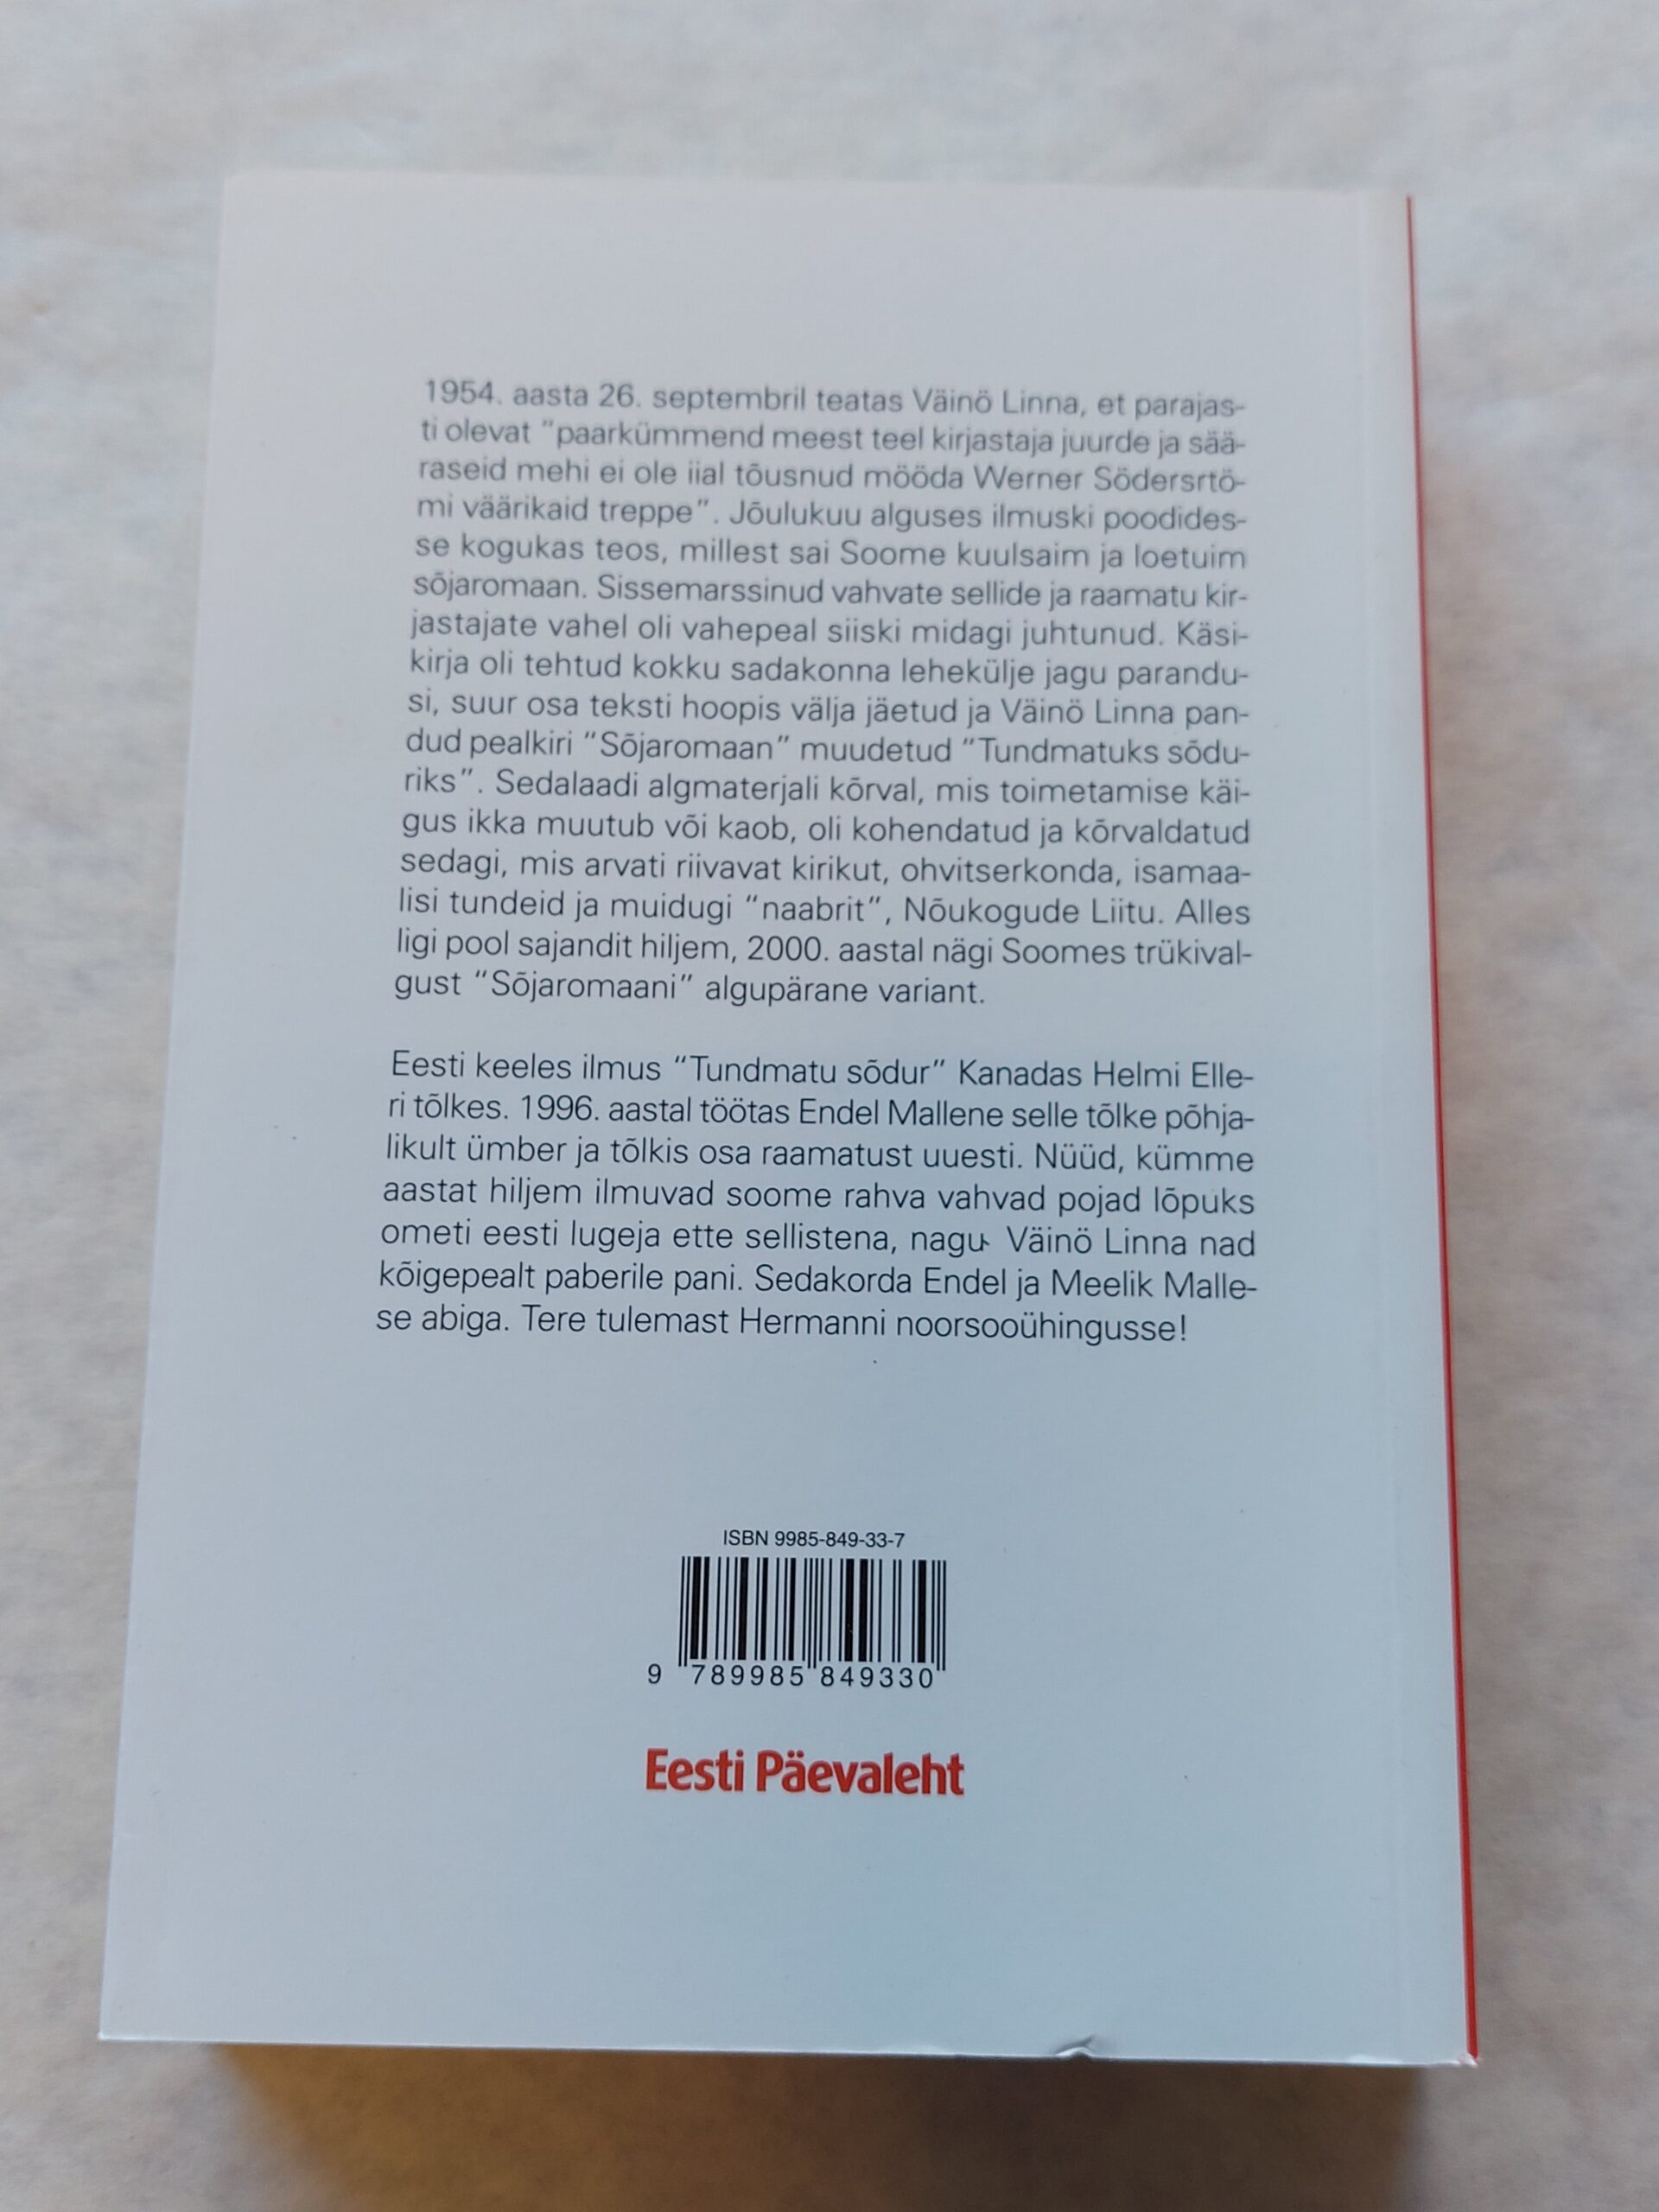 1954. aasta 26. septembril teatas Väinö Linna, et parajas-
ti olevat "paarkümmend meest teel kirjastaja juurde ja sää-
raseid mehi ei ole iial tõusnud mööda Werner Södersrtö-
mi väärikaid treppe". Jõulukuu alguses ilmuski poodides-
se kogukas teos, millest sai Soome kuulsaim ja loetuim
sõjaromaan. Sissemarssinud vahvate sellide ja raamatu kir-
jastajate vahel oli vahepeal siiski midagi juhtunud. Käsi-
kirja oli tehtud kokku sadakonna lehekülje jagu parandu-
si, suur osa teksti hoopis välja jäetud ja Väinö Linna pan-
dud pealkiri "Sõjaromaan" muudetud "Tundmatuks sõdu-
riks". Sedalaadi algmaterjali kõrval, mis toimetamise käi-
gus ikka muutub või kaob, oli kohendatud ja kõrvaldatud
sedagi, mis arvati riivavat kirikut, ohvitserkonda, isamaa-
lisi tundeid ja muidugi "naabrit", Nõukogude Liitu. Alles
ligi pool sajandit hiljem, 2000. aastal nägi Soomes trükival-
gust "Sõjaromaani" algupärane variant.
Eesti keeles ilmus "Tundmatu sõdur" Kanadas Helmi Elle-
ri tõlkes. 1996. aastal töötas Endel Mallene selle tõlke põhja-
likult ümber ja tõlkis osa raamatust uuesti. Nüüd, kümme
aastat hiljem ilmuvad soome rahva vahvad pojad lõpuks
ometi eesti lugeja ette sellistena, nagu Väinö Linna nad
kõigepealt paberile pani. Sedakorda Endel ja Meelik Malle-
se abiga. Tere tulemast Hermanni noorsooühingusse!
ISBN 9985-849-33-7
9 789985 849330
Eesti Päevaleht